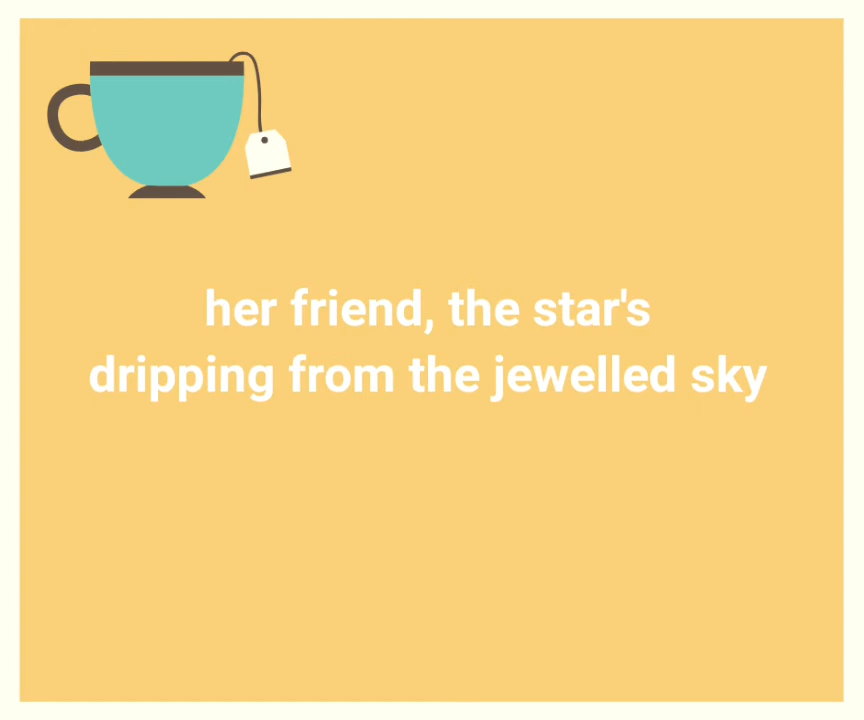 her friend, the star's
dripping from the jewelled sky